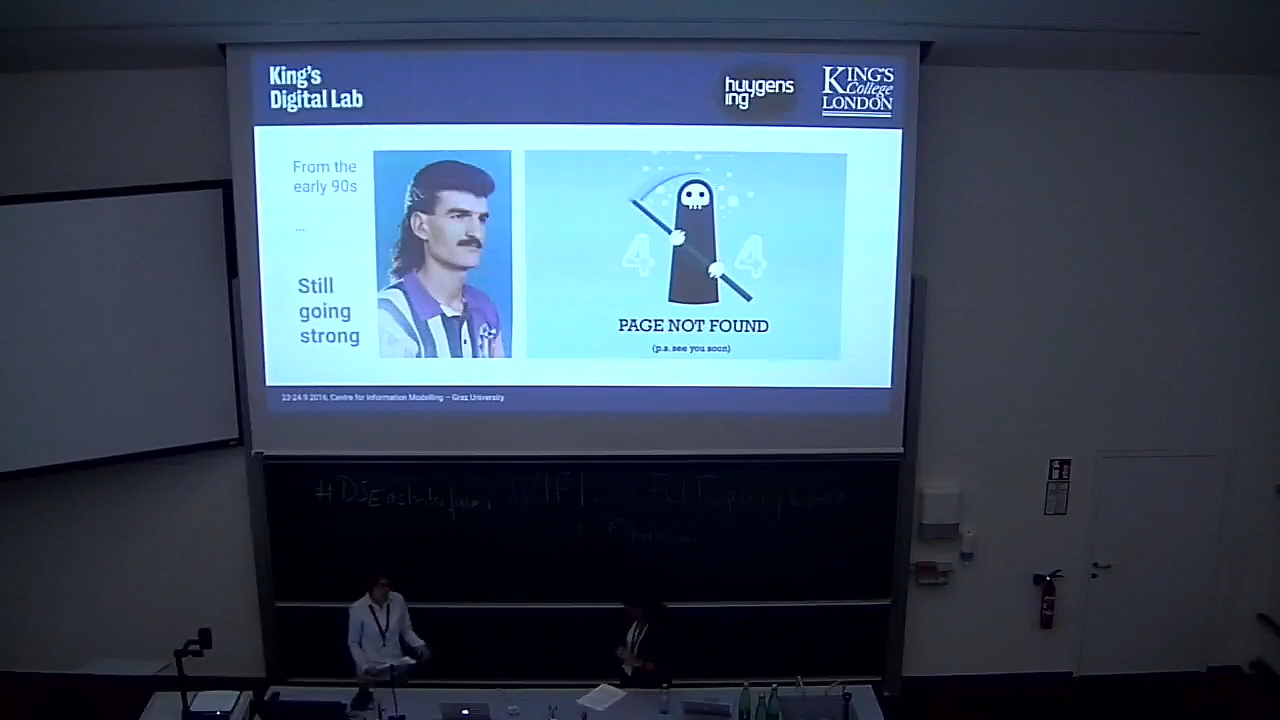 King's
Digital Lab
huygens
ing
KING'S
College
LONDON
From the
early 90s
...
Still
going
strong
4 4
PAGE NOT FOUND
(p.s. see you soon)
22-24.9.2016, Centre for Information Modelling – Graz University
WIFI